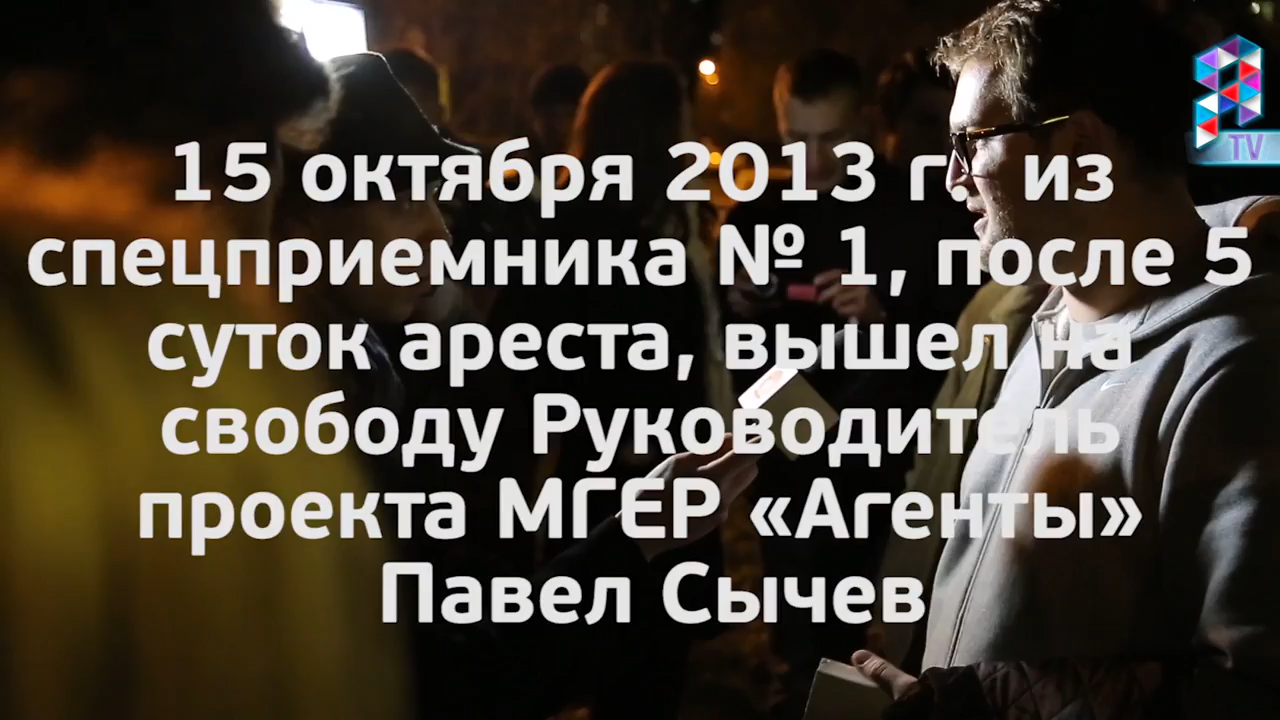 15 октября 2013 г. из
спецприемника № 1, после 5
суток ареста, вышел на
свободу Руководитель
проекта МГЕР «Агенты»
Павел Сычев
TV